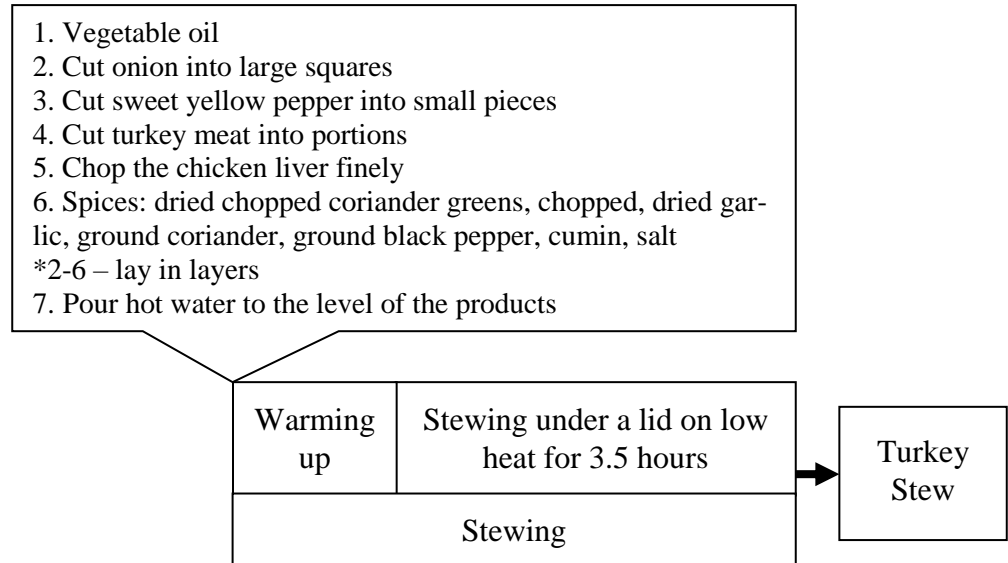 1. Vegetable oil
2. Cut onion into large squares
3. Cut sweet yellow pepper into small pieces
4. Cut turkey meat into portions
5. Chop the chicken liver finely
6. Spices: dried chopped coriander greens, chopped, dried gar-
lic, ground coriander, ground black pepper, cumin, salt
*2-6 – lay in layers
7. Pour hot water to the level of the products
Warming
up
Stewing under a lid on low
heat for 3.5 hours
Stewing
Turkey
Stew